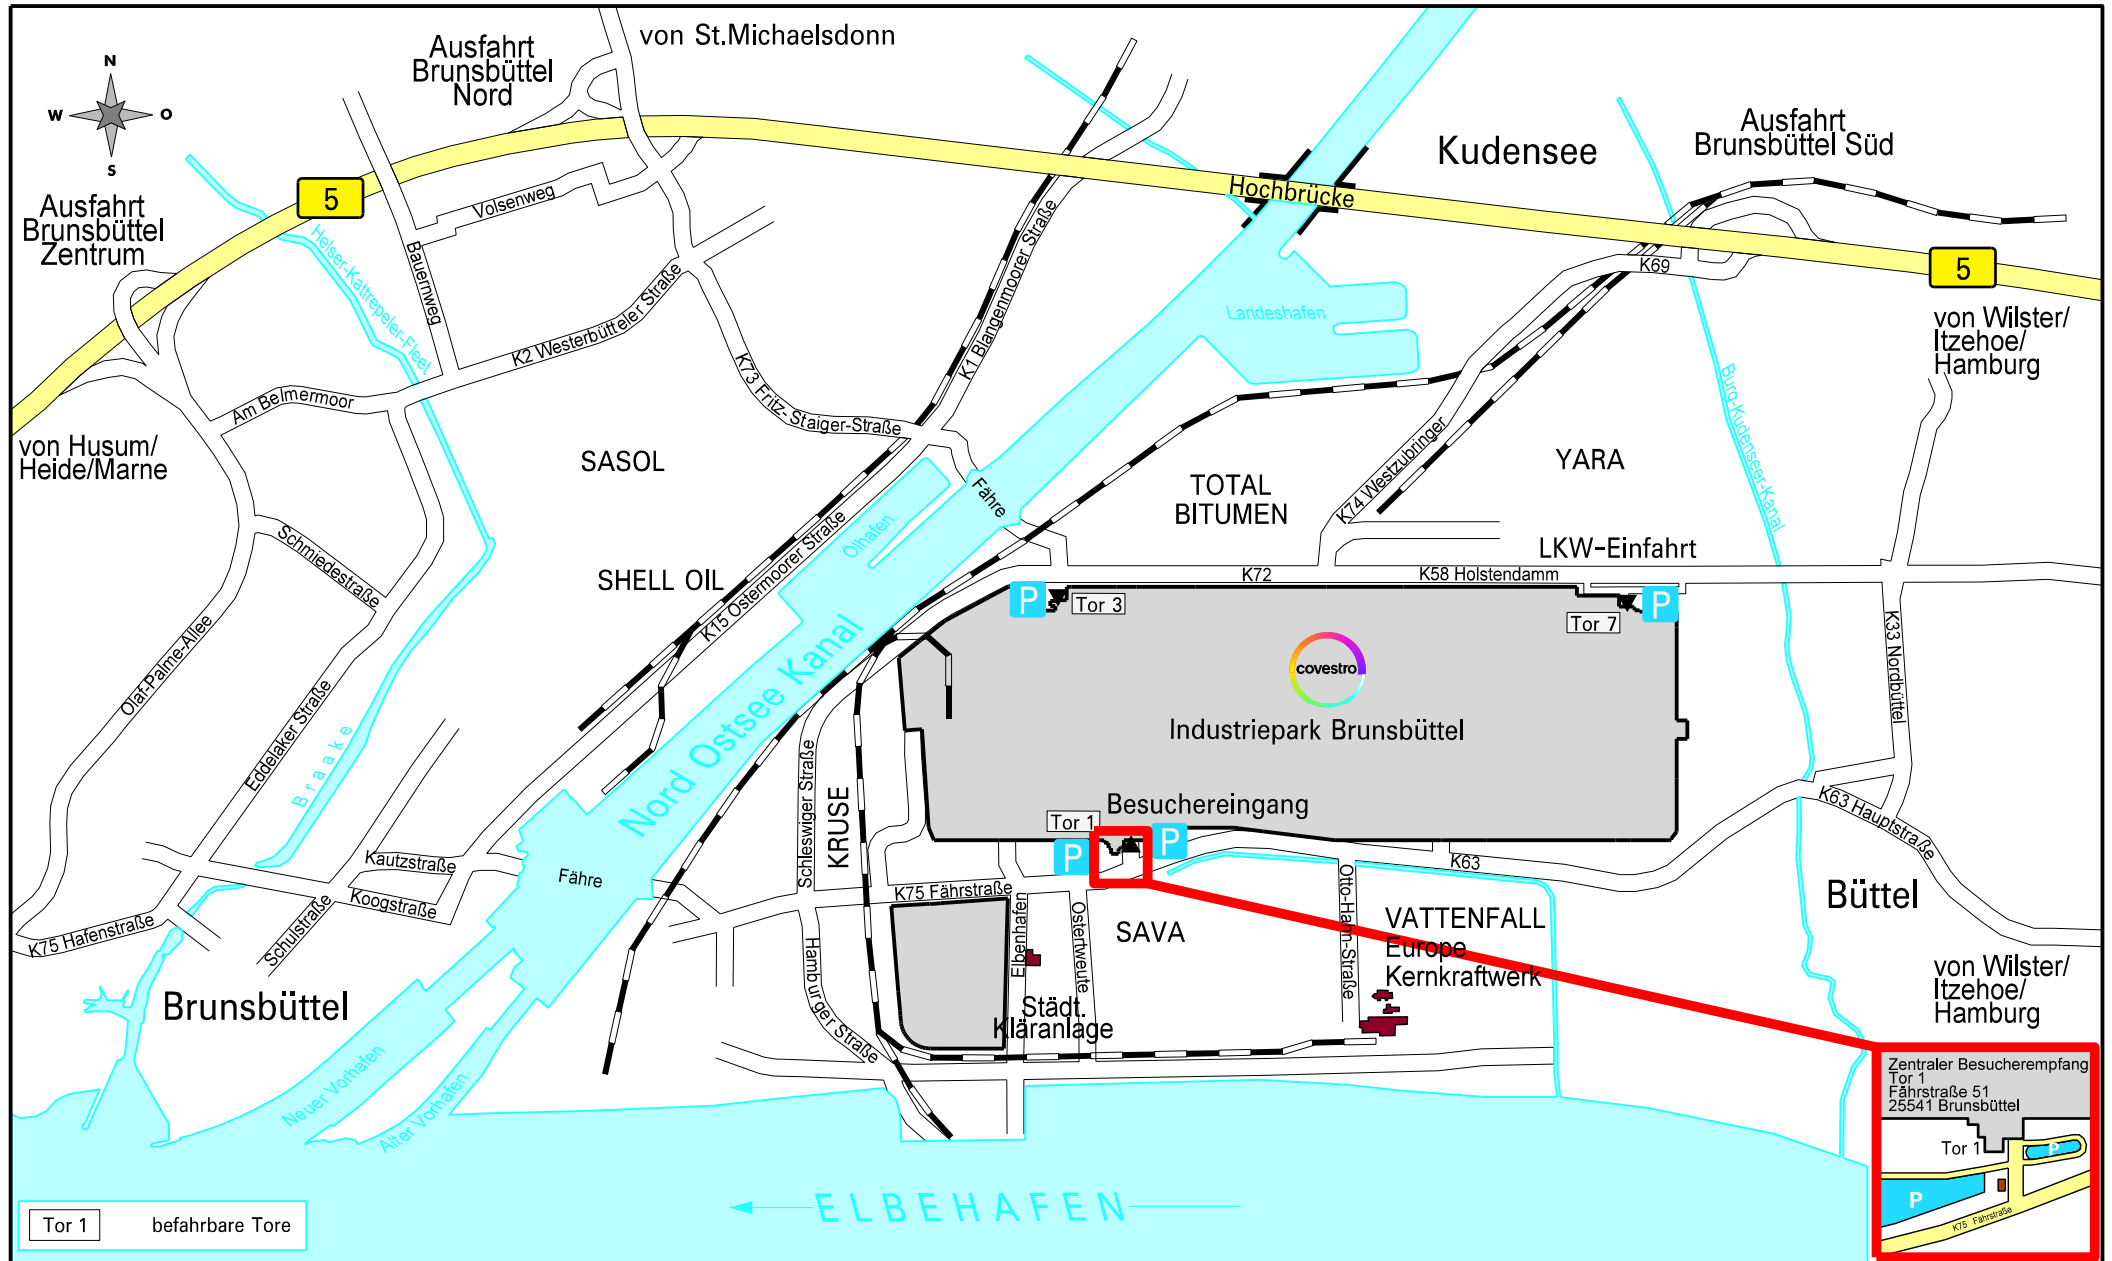 N
W
O
S
Ausfahrt
Brunsbüttel
Nord
von St.Michaelsdonn
Ausfahrt
Brunsbüttel
Zentrum
5
Kudensee
Ausfahrt
Brunsbüttel Süd
Hochbrücke
Volsenweg
Bauernweg
Helser-Kattrepeler-Fleet
K2 Westerbütteler Straße
K1 Blangenmoorer Straße
K73 Fritz-Staiger-Straße
Landeshafen
K69
5
von Wilster/
Itzehoe/
Hamburg
Burg-Kudenseer-Kanal
Am Belmermoor
von Husum/
Heide/Marne
SASOL
TOTAL
BITUMEN
K74 Westzubringer
YARA
Fähre
Ölhafen
Schmiedestraße
SHELL OIL
K15 Ostermoorer Straße
LKW-Einfahrt
K72
K58 Holstendamm
P
Tor 3
Tor 7
P
K33 Nordbüttel
covestro
Industriepark Brunsbüttel
Olaf-Palme-Allee
Eddelaker Straße
Braake
Nord Ostsee Kanal
Schleswiger Straße
KRUSE
Besuchereingang
Tor 1
P
P
K63
K63 Hauptstraße
Kautzstraße
Koogstraße
Fähre
K75 Fährstraße
K75 Hafenstraße
Schulstraße
Hamburger Straße
Elbenhafen
Ostertweute
SAVA
Otto-Hahn-Straße
VATTENFALL
Europe
Kernkraftwerk
Büttel
Brunsbüttel
Städt.
Kläranlage
von Wilster/
Itzehoe/
Hamburg
Neuer Vorhafen
Alter Vorhafen
ELBEHAFEN
Zentraler Besucherempfang
Tor 1
Fährstraße 51
25541 Brunsbüttel
Tor 1
P
P
K75 Fährstraße
Tor 1 befahrbare Tore